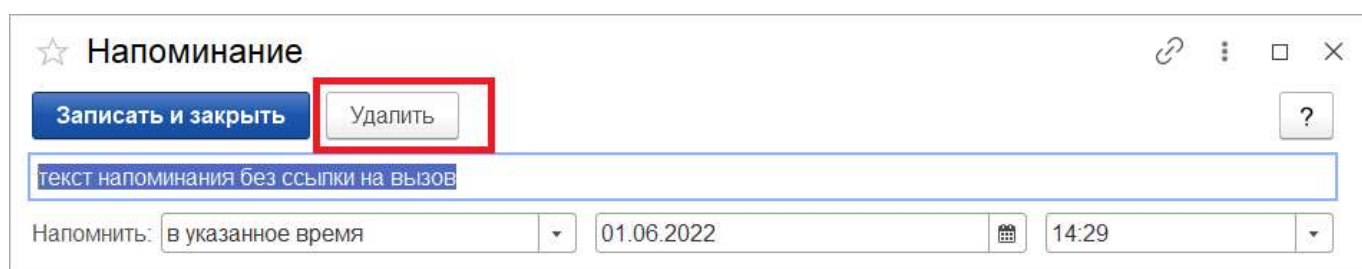 Напоминание
Записать и закрыть Удалить ?
текст напоминания без ссылки на вызов
Напомнить: в указанное время 01.06.2022 14:29